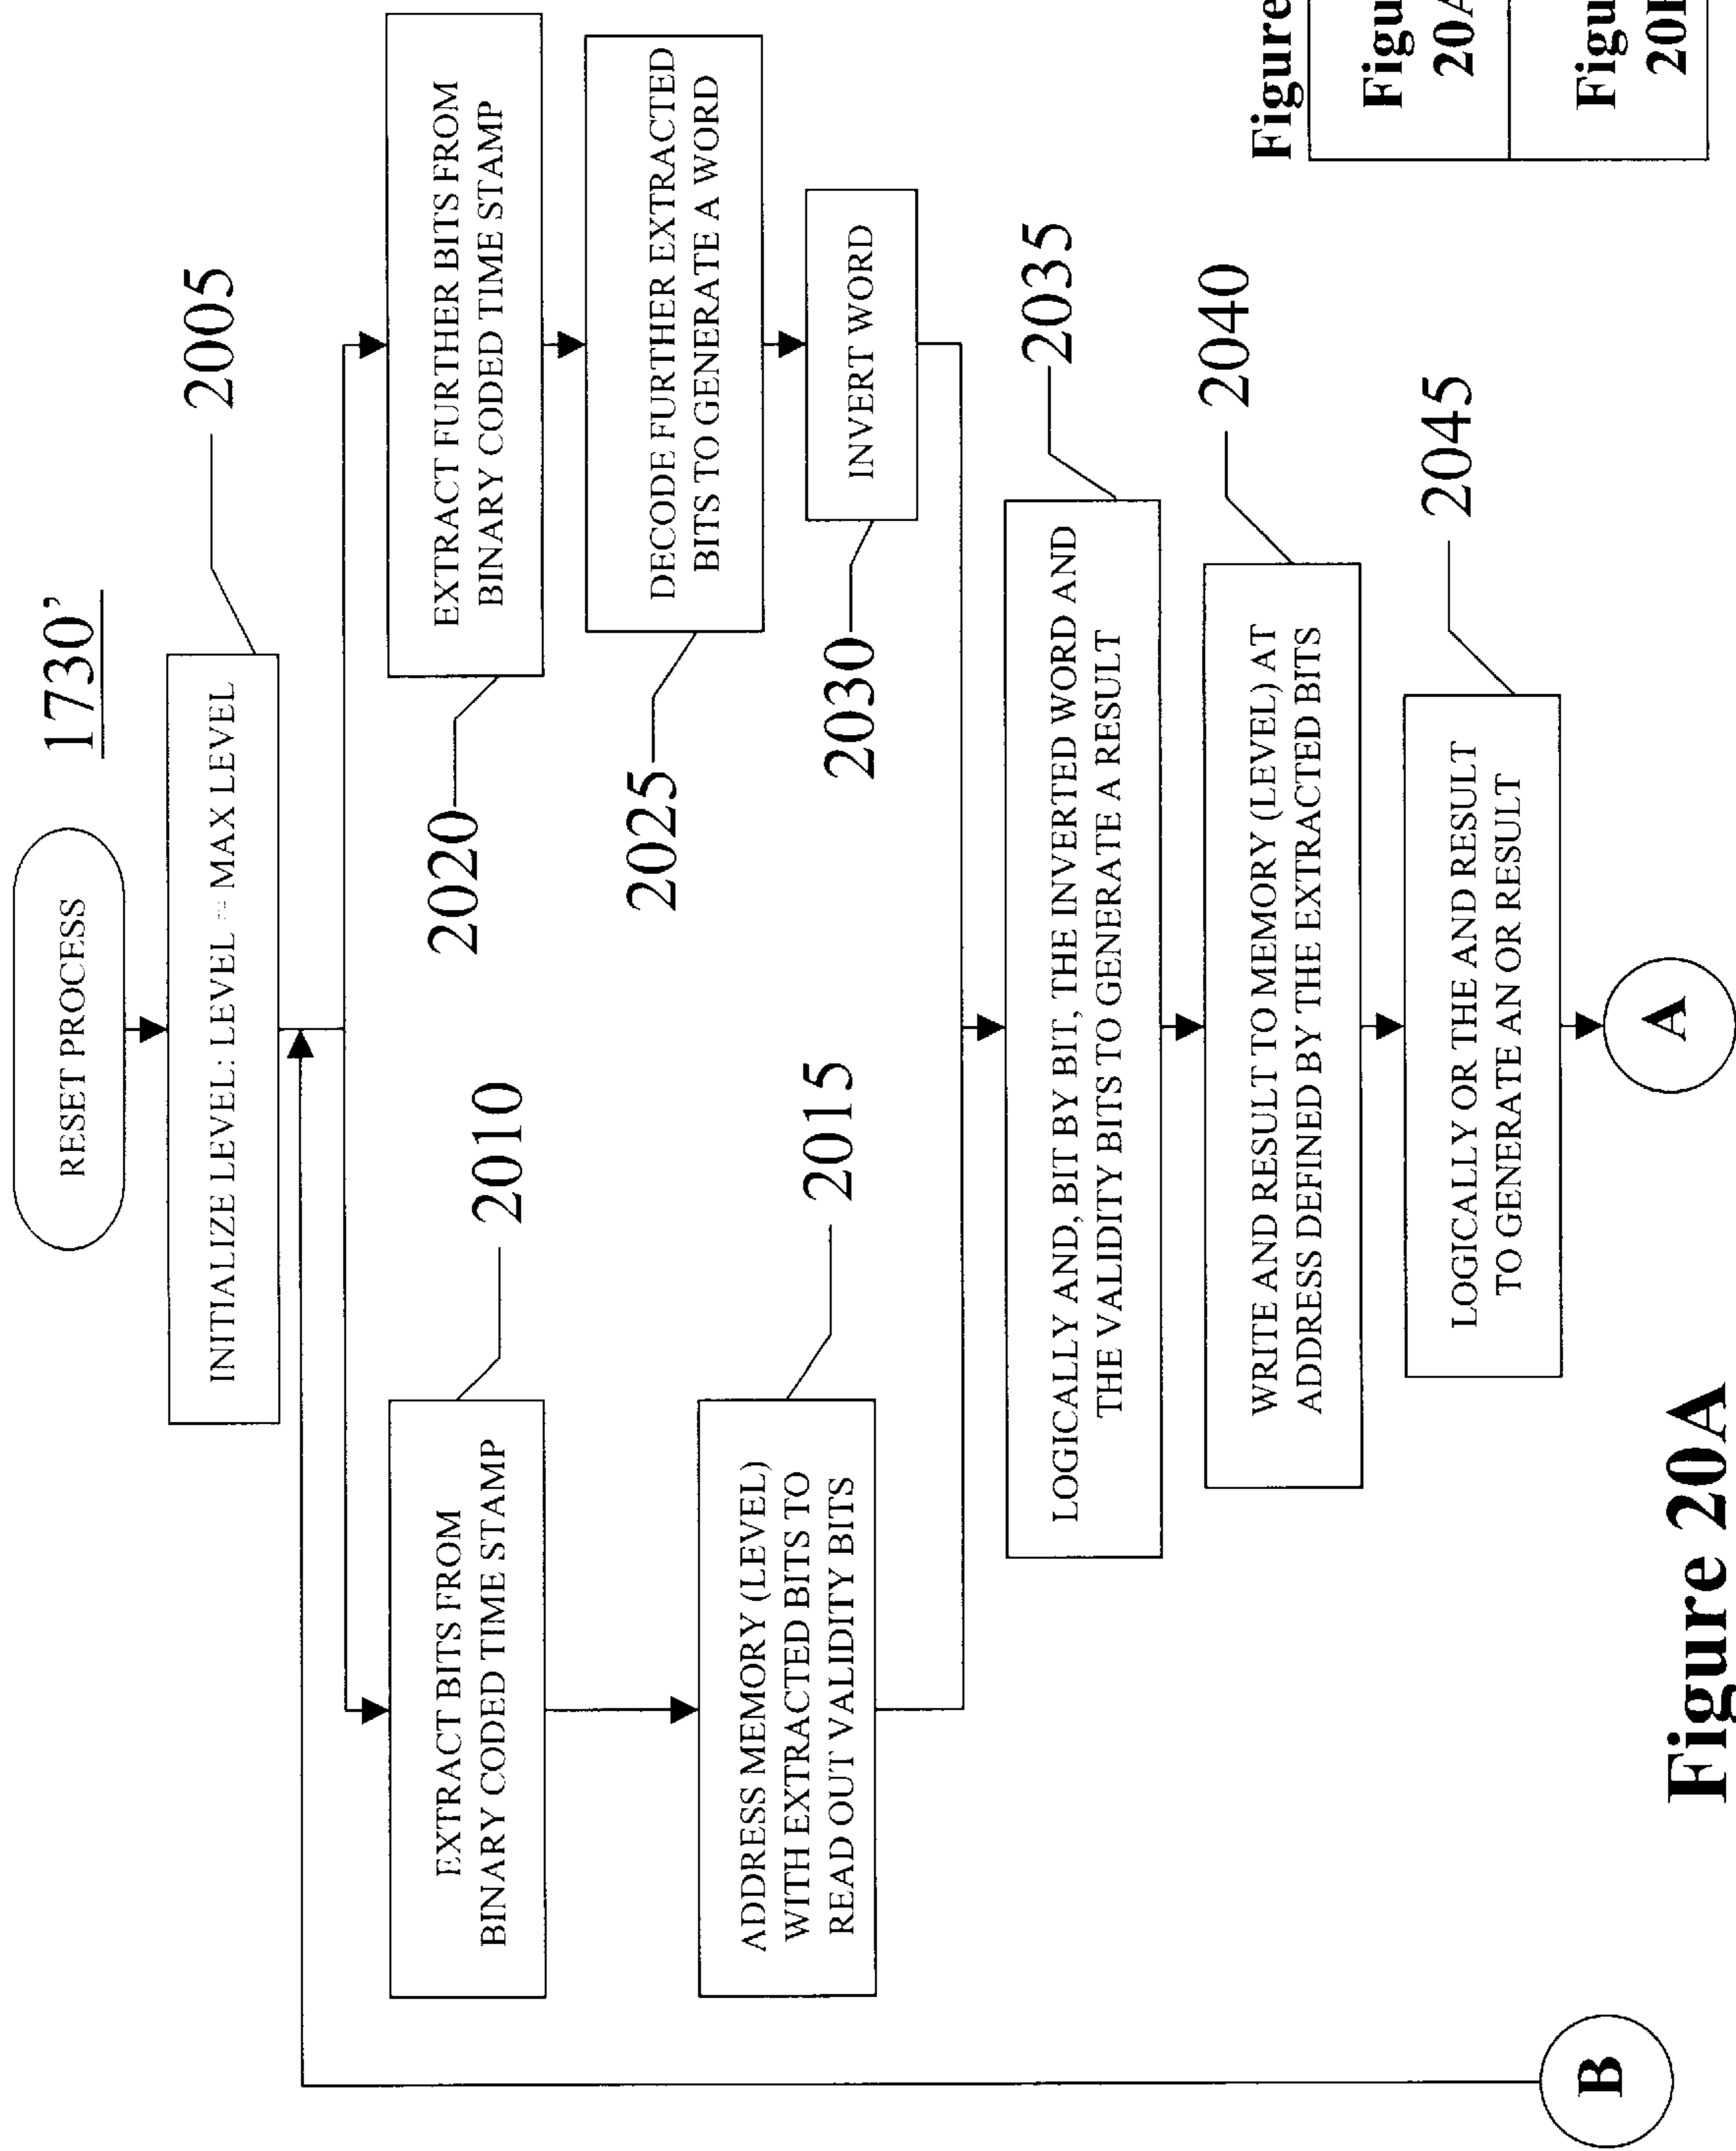 1730’
RESET PROCESS
2005
INITIALIZE LEVEL: LEVEL = MAX LEVEL
2010
EXTRACT BITS FROM
BINARY CODED TIME STAMP
2015
ADDRESS MEMORY (LEVEL)
WITH EXTRACTED BITS TO
READ OUT VALIDITY BITS
2020
EXTRACT FURTHER BITS FROM
BINARY CODED TIME STAMP
2025
DECODE FURTHER EXTRACTED
BITS TO GENERATE A WORD
2030
INVERT WORD
2035
LOGICALLY AND, BIT BY BIT, THE INVERTED WORD AND
THE VALIDITY BITS TO GENERATE A RESULT
2040
WRITE AND RESULT TO MEMORY (LEVEL) AT
ADDRESS DEFINED BY THE EXTRACTED BITS
2045
LOGICALLY OR THE AND RESULT
TO GENERATE AN OR RESULT
A
B
Figure 20A
Figure
Figu
20A
Figu